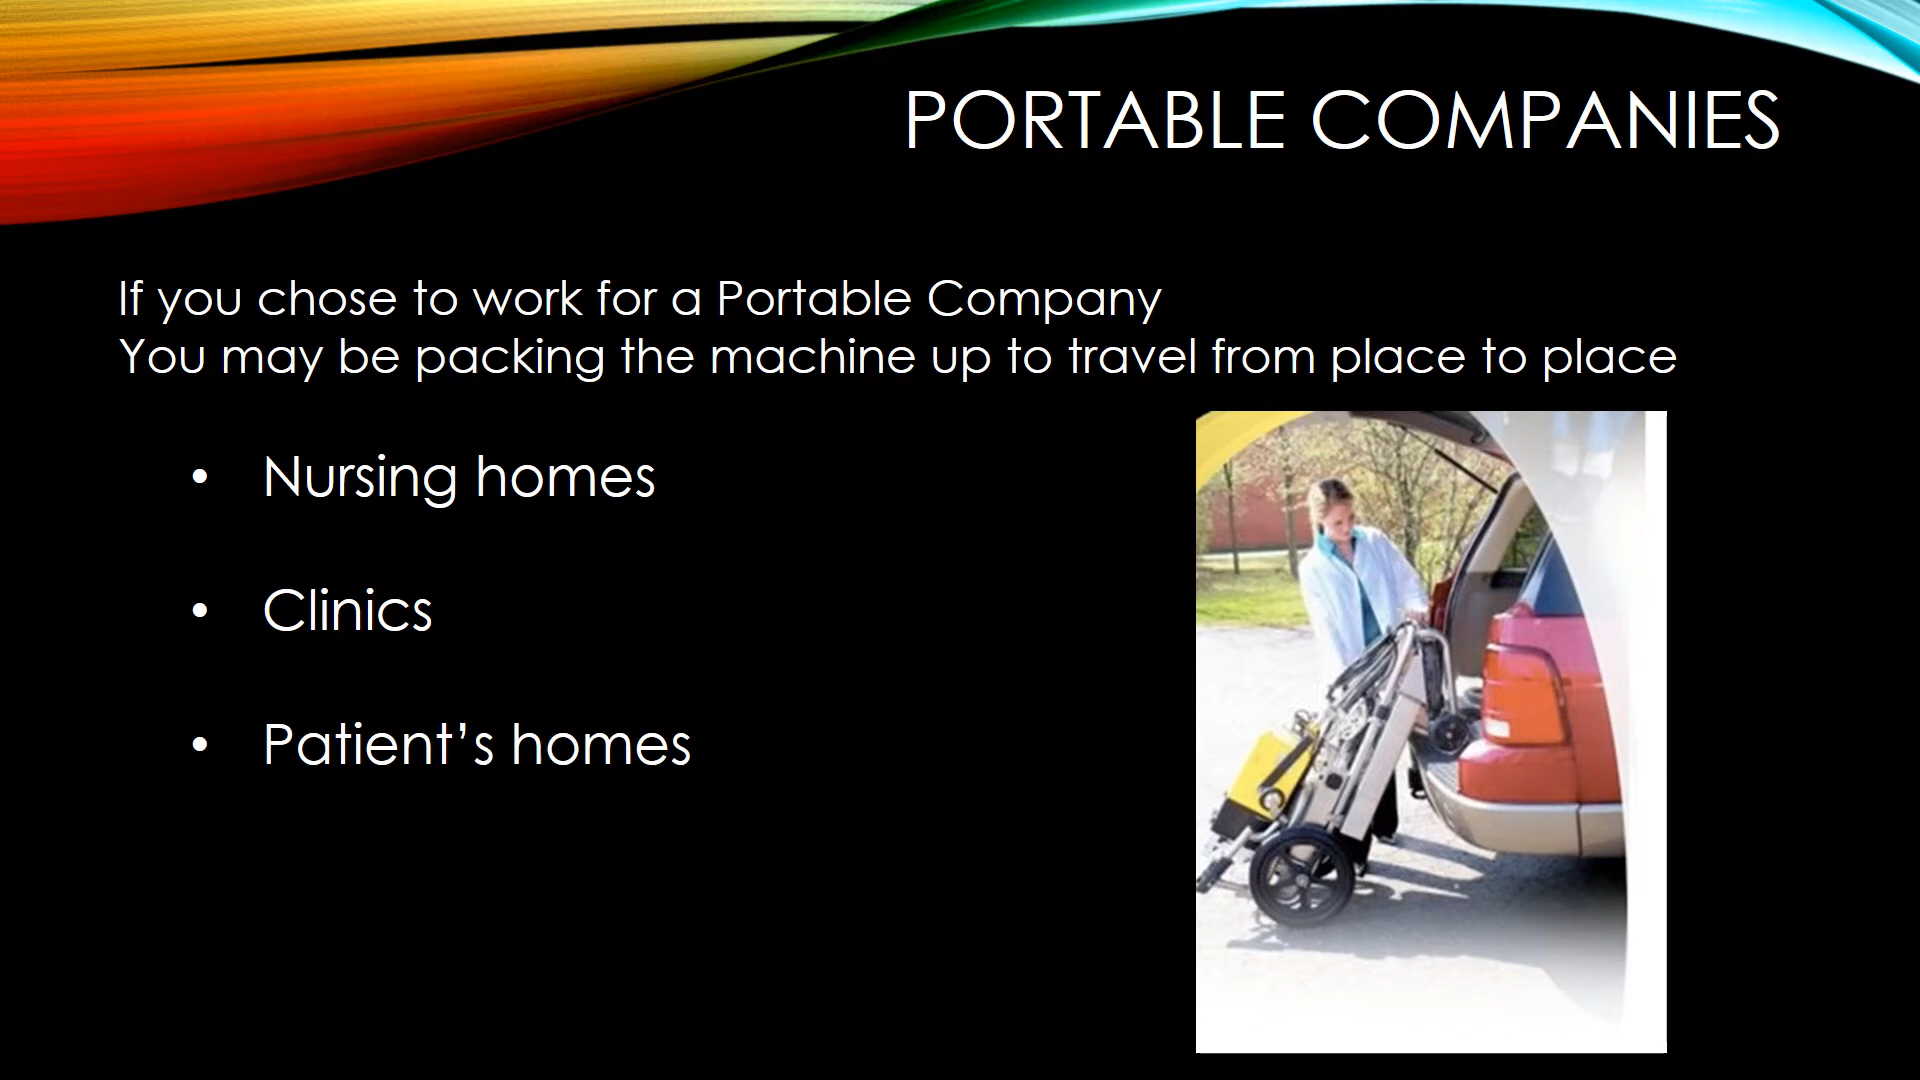 PORTABLE COMPANIES
If you chose to work for a Portable Company
You may be packing the machine up to travel from place to place
• Nursing homes
• Clinics
• Patient’s homes